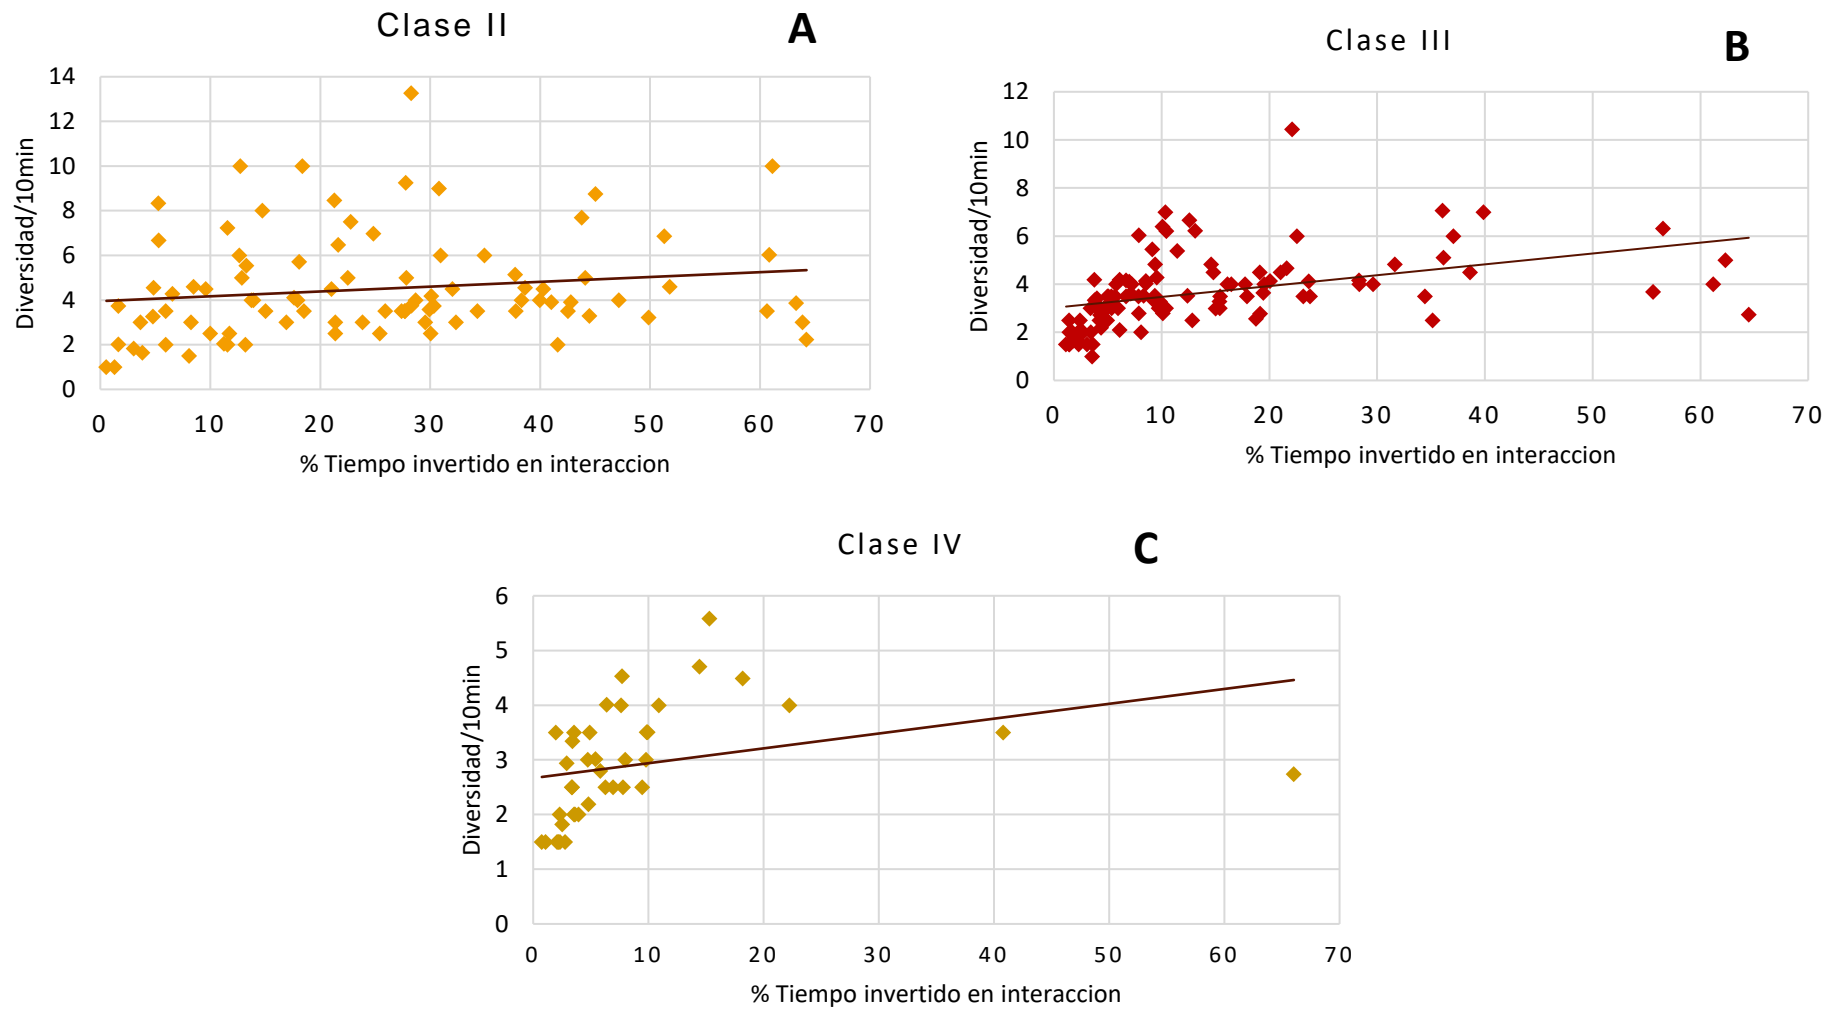 Clase II
A
14
12
10
8
6
4
2
0
Diversidad/10min
0 10 20 30 40 50 60 70
% Tiempo invertido en interaccion
Clase III
B
12
10
8
6
4
2
0
Diversidad/10min
0 10 20 30 40 50 60 70
% Tiempo invertido en interaccion
Clase IV
C
6
5
4
3
2
1
0
Diversidad/10min
0 10 20 30 40 50 60 70
% Tiempo invertido en interaccion